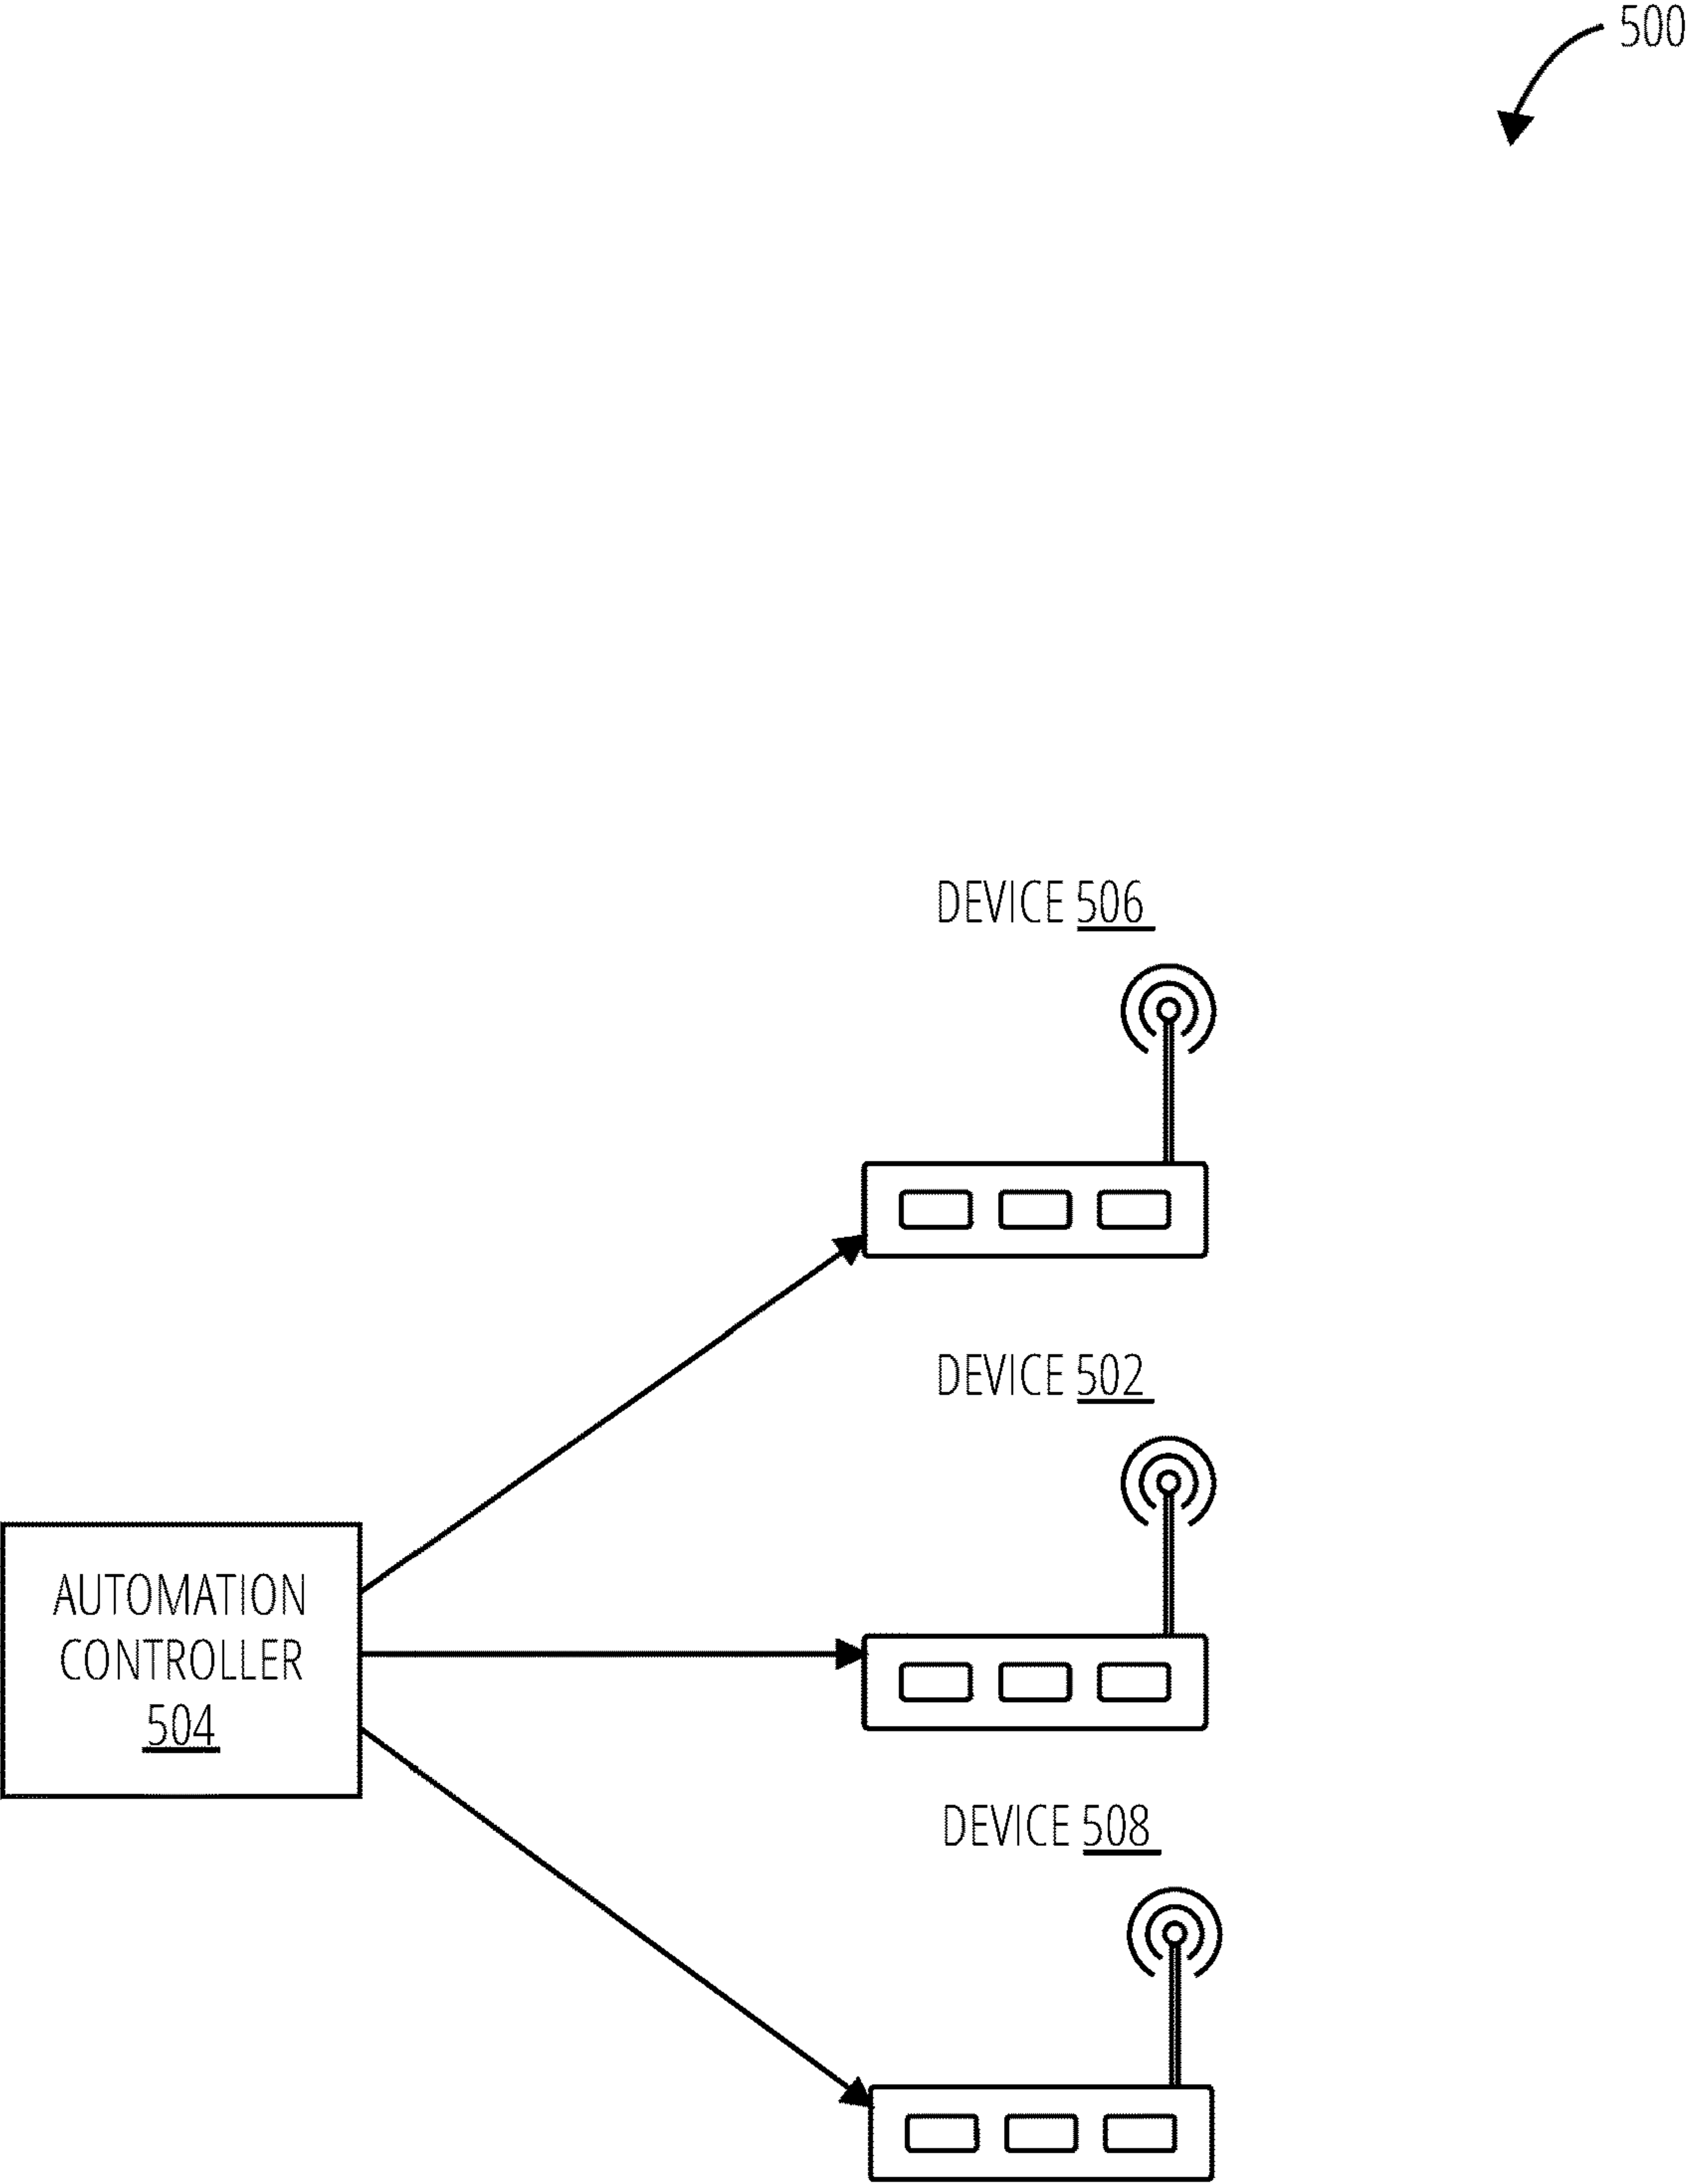 500
DEVICE 506
DEVICE 502
AUTOMATION
CONTROLLER
504
DEVICE 508